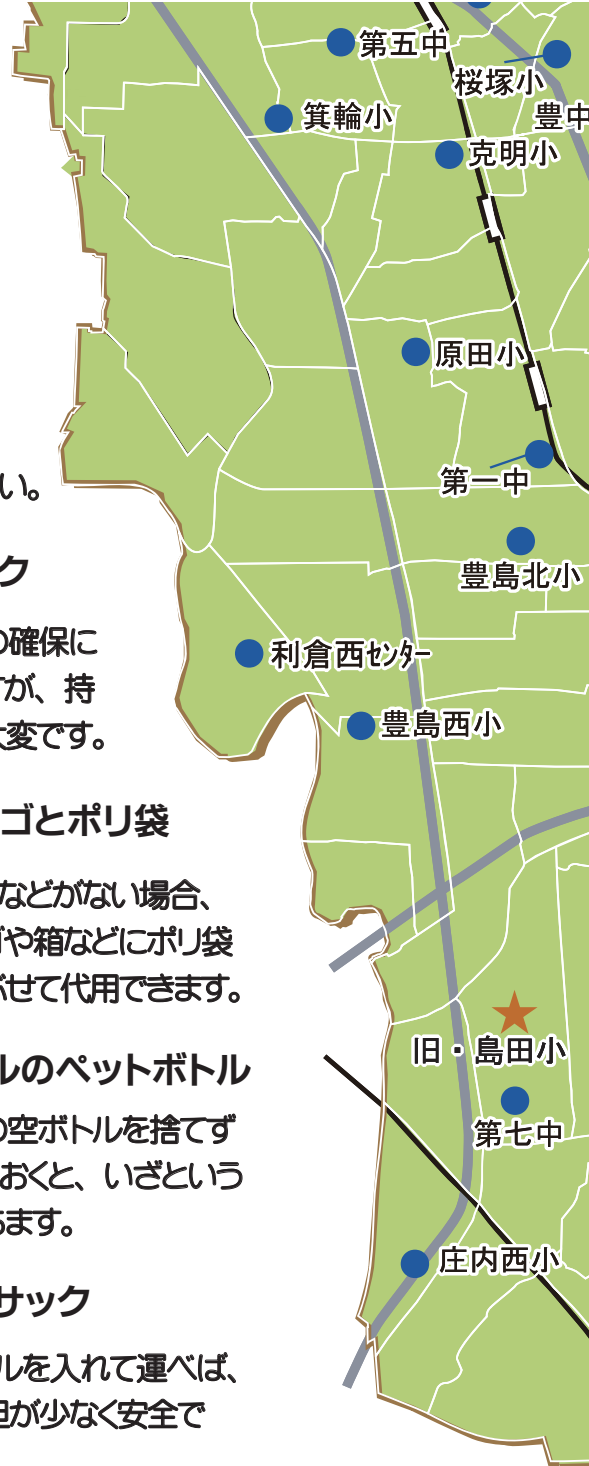 第五中
桜塚小
箕輪小
豊中
克明小
原田小
第一中
豊島北小
利倉西センター
豊島西小
旧・島田小
第七中
庄内西小
い。
ク
の確保に
すが、持
大変です。
ゴとポリ袋
などがない場合、
ゴや箱などにポリ袋
ぶせて代用できます。
ルのペットボトル
の空ボトルを捨てず
おくと、いざという
ちます。
サック
ルを入れて運べば、
担が少なく安全で